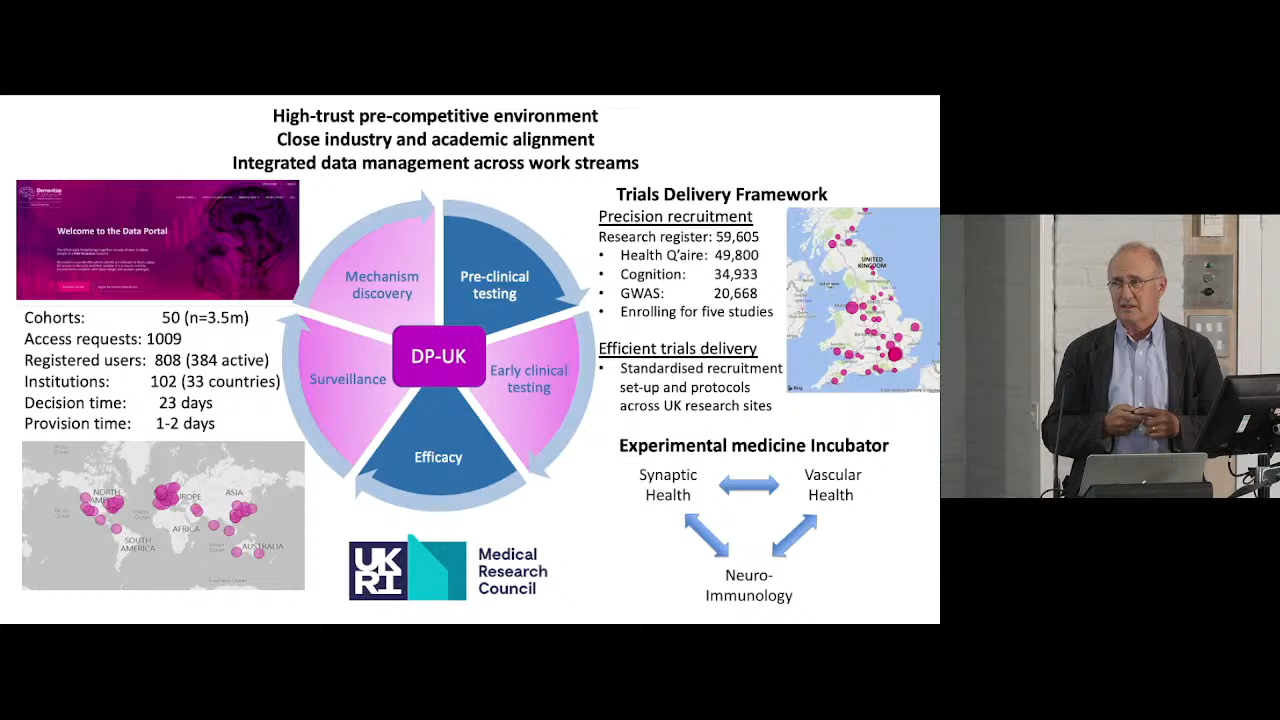 High-trust pre-competitive environment
Close industry and academic alignment
Integrated data management across work streams
Dementias
Platform
Welcome to the Data Portal
Cohorts: 50 (n=3.5m)
Access requests: 1009
Registered users: 808 (384 active)
Institutions: 102 (33 countries)
Decision time: 23 days
Provision time: 1-2 days
NORTH
AMERICA
EUROPE
ASIA
AFRICA
SOUTH
AMERICA
AUSTRALIA
Mechanism
discovery
Pre-clinical
testing
DP-UK
Surveillance
Early clinical
testing
Efficacy
UK
RI
Medical
Research
Council
Trials Delivery Framework
Precision recruitment
Research register: 59,605
• Health Q'aire: 49,800
• Cognition: 34,933
• GWAS: 20,668
• Enrolling for five studies
Efficient trials delivery
• Standardised recruitment
set-up and protocols
across UK research sites
UNITED
KINGDOM
Bing
Experimental medicine Incubator
Synaptic
Health
Vascular
Health
Neuro-
Immunology